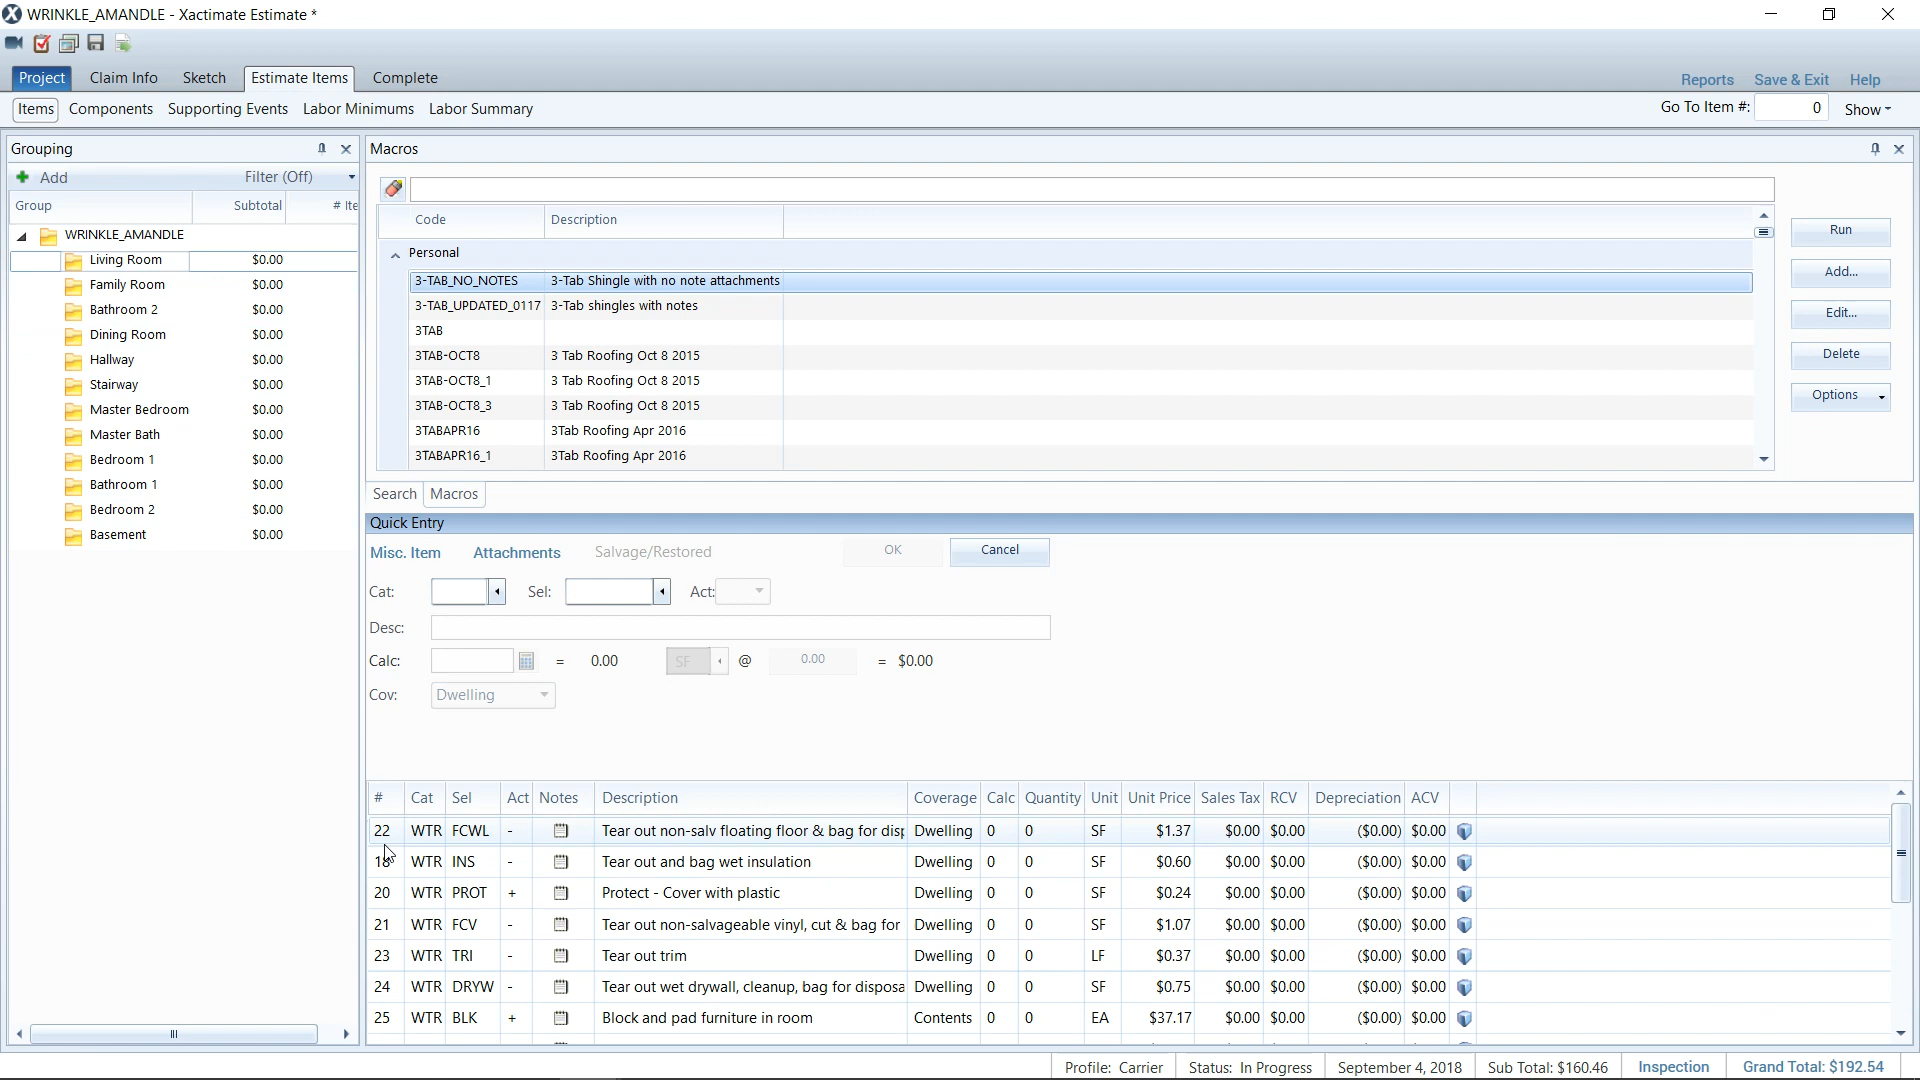 WRINKLE_AMANDLE - Xactimate Estimate *
Project Claim Info Sketch Estimate Items Complete Reports Save & Exit Help
Items Components Supporting Events Labor Minimums Labor Summary Go To Item #: 0 Show
Grouping
Add Filter (Off)
Group Subtotal # Ite
WRINKLE_AMANDLE
Living Room $0.00
Family Room $0.00
Bathroom 2 $0.00
Dining Room $0.00
Hallway $0.00
Stairway $0.00
Master Bedroom $0.00
Master Bath $0.00
Bedroom 1 $0.00
Bathroom 1 $0.00
Bedroom 2 $0.00
Basement $0.00
Macros
Code Description
Personal
3-TAB_NO_NOTES 3-Tab Shingle with no note attachments
3-TAB_UPDATED_0117 3-Tab shingles with notes
3TAB
3TAB-OCT8 3 Tab Roofing Oct 8 2015
3TAB-OCT8_1 3 Tab Roofing Oct 8 2015
3TAB-OCT8_3 3 Tab Roofing Oct 8 2015
3TABAPR16 3Tab Roofing Apr 2016
3TABAPR16_1 3Tab Roofing Apr 2016
Run
Add...
Edit...
Delete
Options
Search Macros
Quick Entry
Misc. Item Attachments Salvage/Restored OK Cancel
Cat: Sel: Act:
Desc:
Calc: = 0.00 SF @ 0.00 = $0.00
Cov: Dwelling
# Cat Sel Act Notes Description Coverage Calc Quantity Unit Unit Price Sales Tax RCV Depreciation ACV
22 WTR FCWL - Tear out non-salv floating floor & bag for disp Dwelling 0 0 SF $1.37 $0.00 $0.00 ($0.00) $0.00
18 WTR INS - Tear out and bag wet insulation Dwelling 0 0 SF $0.60 $0.00 $0.00 ($0.00) $0.00
20 WTR PROT + Protect - Cover with plastic Dwelling 0 0 SF $0.24 $0.00 $0.00 ($0.00) $0.00
21 WTR FCV - Tear out non-salvageable vinyl, cut & bag for Dwelling 0 0 SF $1.07 $0.00 $0.00 ($0.00) $0.00
23 WTR TRI - Tear out trim Dwelling 0 0 LF $0.37 $0.00 $0.00 ($0.00) $0.00
24 WTR DRYW - Tear out wet drywall, cleanup, bag for disposa Dwelling 0 0 SF $0.75 $0.00 $0.00 ($0.00) $0.00
25 WTR BLK + Block and pad furniture in room Contents 0 0 EA $37.17 $0.00 $0.00 ($0.00) $0.00
Profile: Carrier Status: In Progress September 4, 2018 Sub Total: $160.46 Inspection Grand Total: $192.54